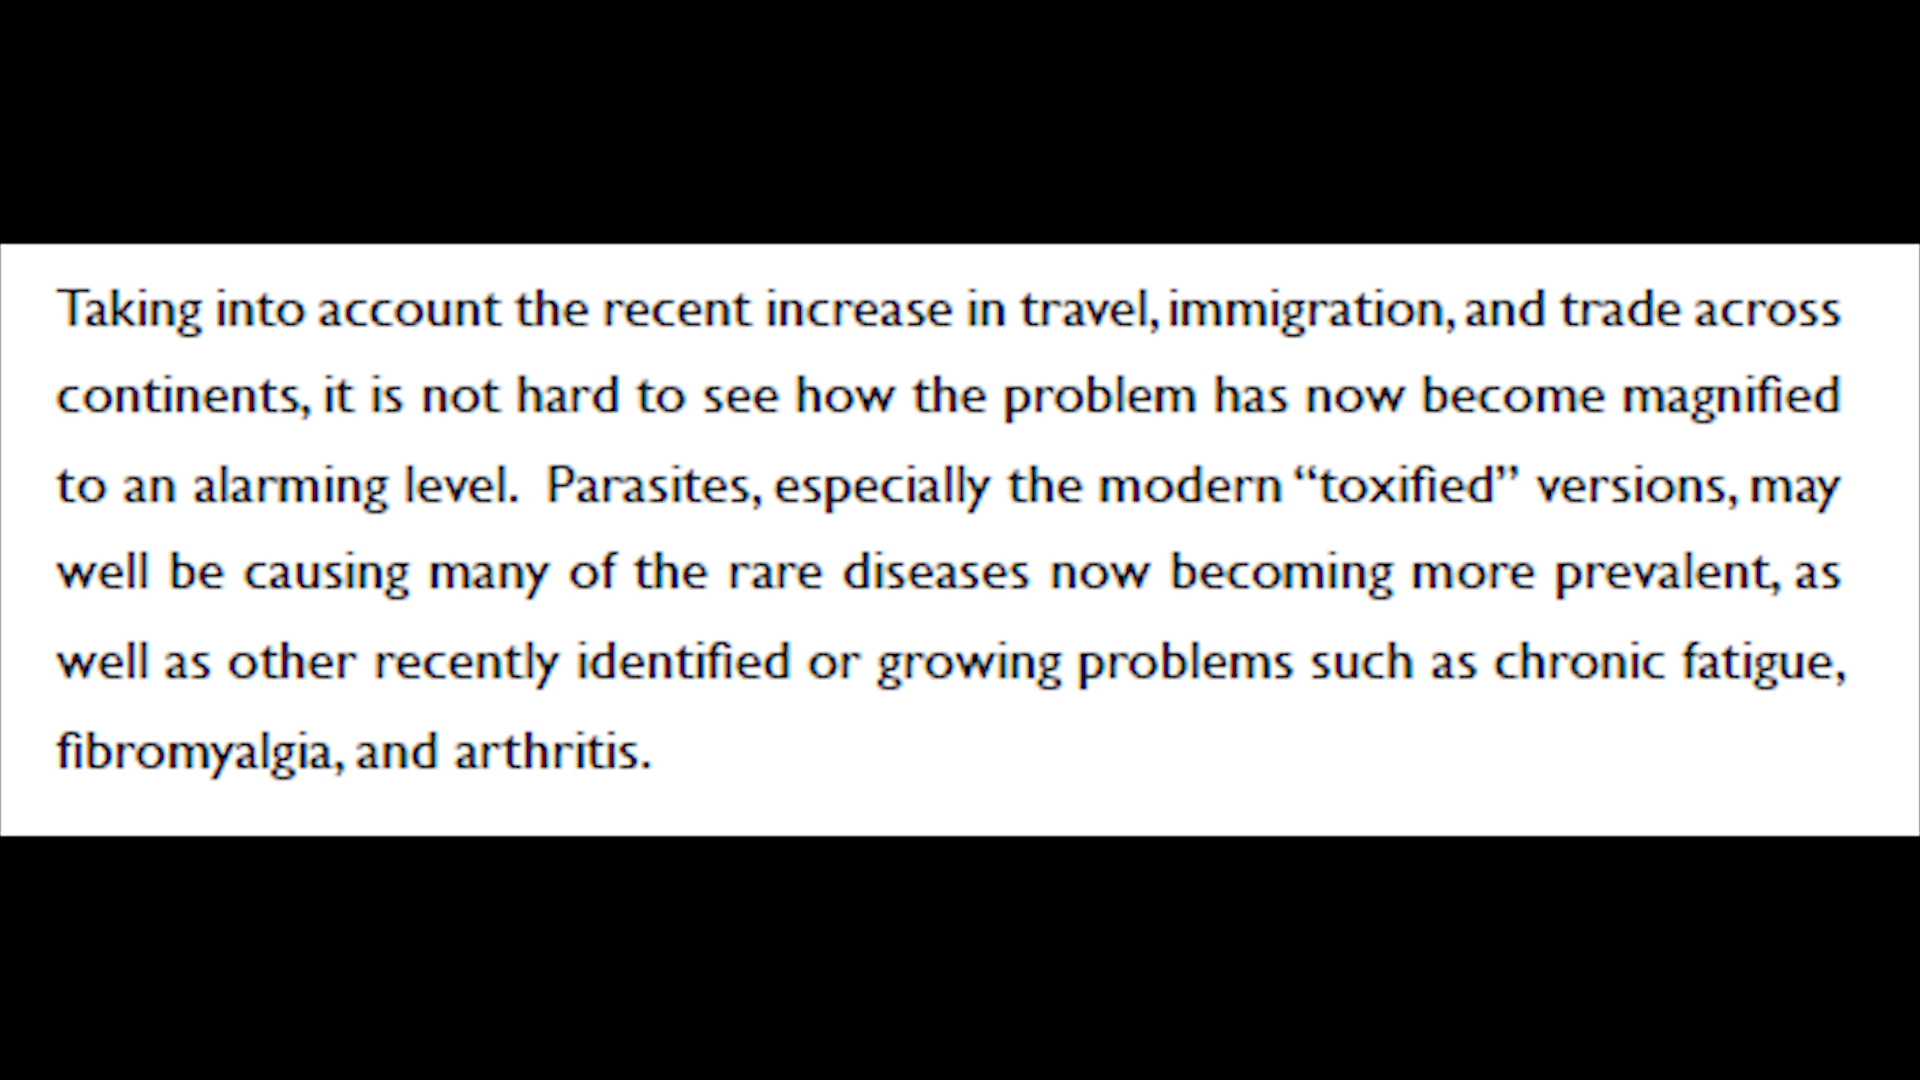 Taking into account the recent increase in travel, immigration, and trade across
continents, it is not hard to see how the problem has now become magnified
to an alarming level. Parasites, especially the modern “toxified” versions, may
well be causing many of the rare diseases now becoming more prevalent, as
well as other recently identified or growing problems such as chronic fatigue,
fibromyalgia, and arthritis.